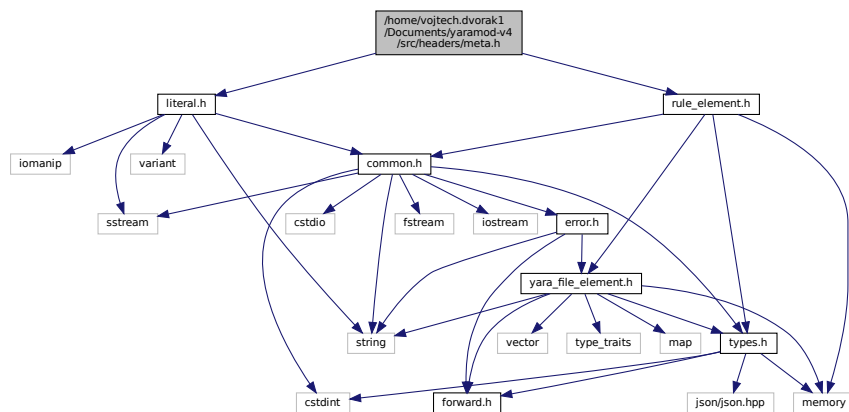 /home/vojtech.dvorak1
/Documents/yaramod-v4
/src/headers/meta.h
literal.h
rule_element.h
iomanip
variant
common.h
sstream
cstdio
fstream
iostream
error.h
yara_file_element.h
string
vector
type_traits
map
types.h
cstdint
forward.h
json/json.hpp
memory